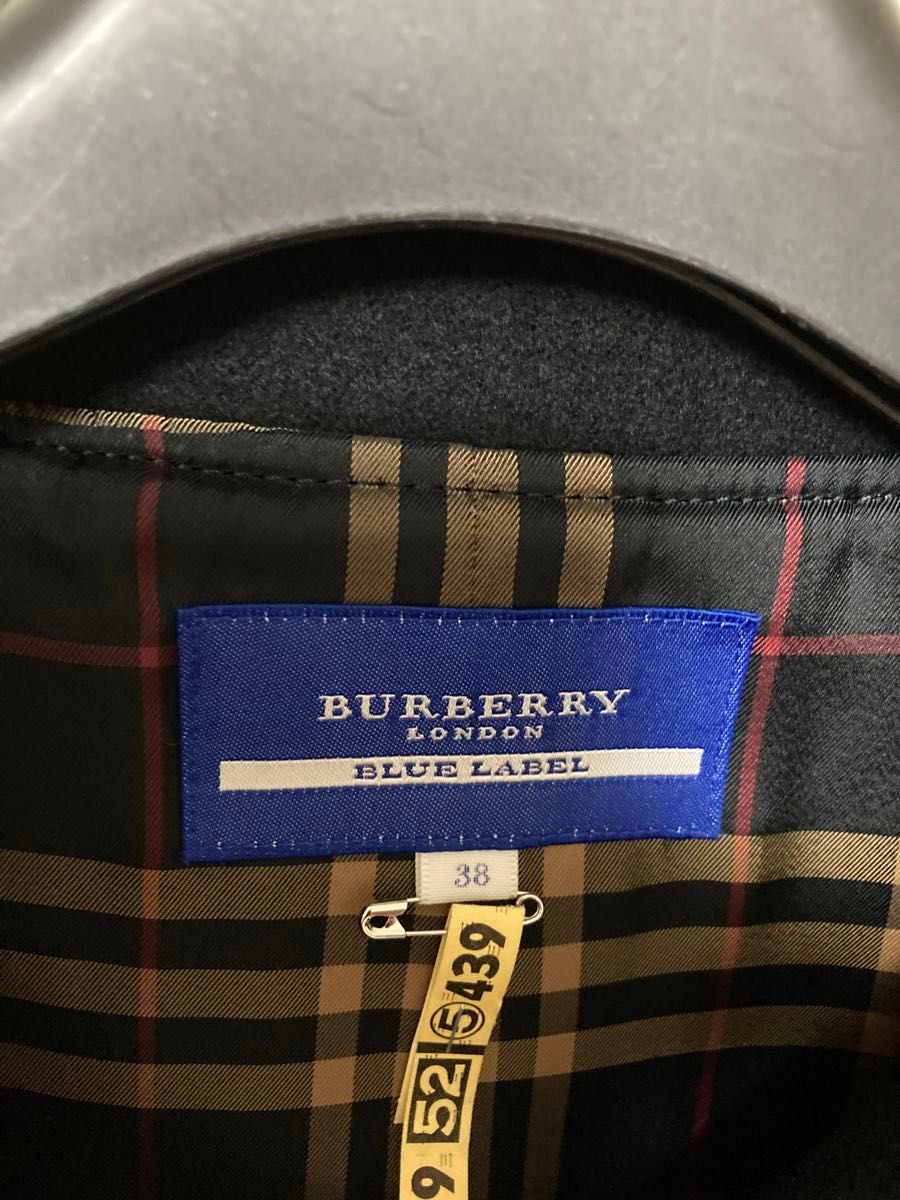 BURBERRY
LONDON
BLUE LABEL
38
9 52 5 439